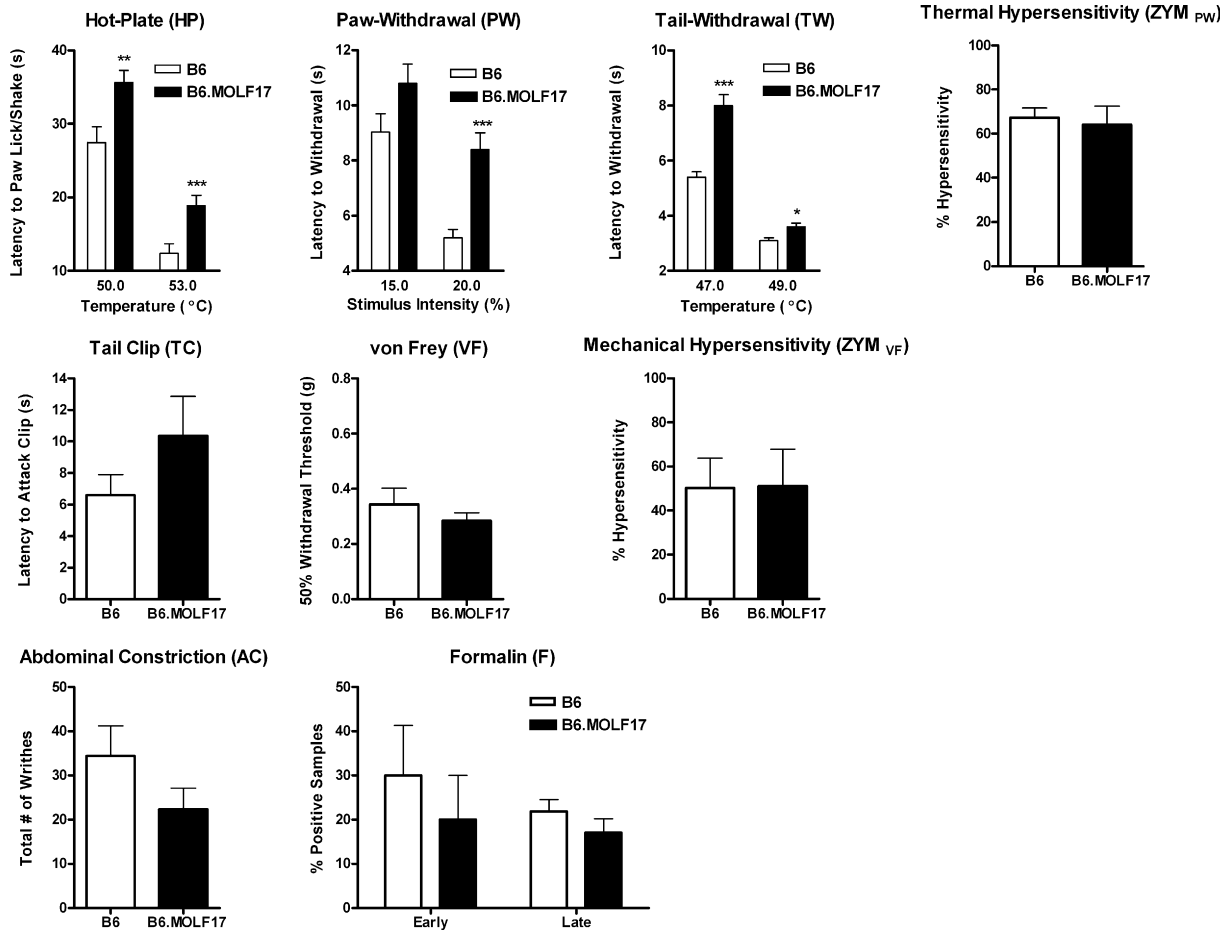 Hot-Plate (HP)
Latency to Paw Lick/Shake (s)
40
30
20
10
**
***
B6
B6.MOLF17
50.0 53.0
Temperature ( °C)
Paw-Withdrawal (PW)
Latency to Withdrawal (s)
12
10
8
6
4
***
B6
B6.MOLF17
15.0 20.0
Stimulus Intensity (%)
Tail-Withdrawal (TW)
Latency to Withdrawal (s)
8
6
4
2
***
*
B6
B6.MOLF17
47.0 49.0
Temperature ( °C)
Thermal Hypersensitivity (ZYM PW)
% Hypersensitivity
100
80
60
40
20
0
B6 B6.MOLF17
Tail Clip (TC)
Latency to Attack Clip (s)
14
12
10
8
6
4
2
0
B6 B6.MOLF17
von Frey (VF)
50% Withdrawal Threshold (g)
0.8
0.6
0.4
0.2
0.0
B6 B6.MOLF17
Mechanical Hypersensitivity (ZYM VF)
% Hypersensitivity
100
80
60
40
20
0
B6 B6.MOLF17
Abdominal Constriction (AC)
Total # of Writhes
50
40
30
20
10
0
B6 B6.MOLF17
Formalin (F)
% Positive Samples
50
40
30
20
10
0
B6
B6.MOLF17
Early Late